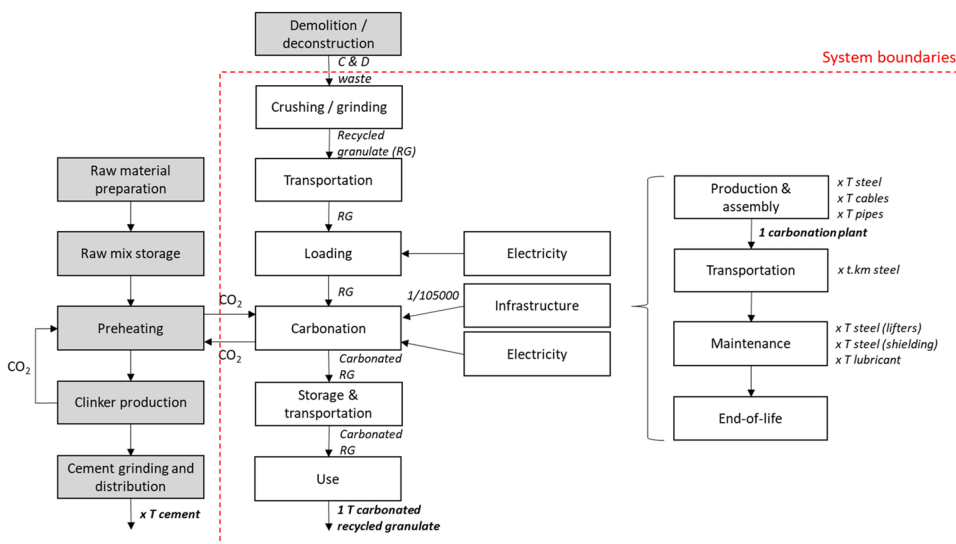 Demolition /
deconstruction
System boundaries
C & D
waste
Crushing / grinding
Recycled
granulate (RG)
Raw material
preparation
Transportation
Production &
assembly
x T steel
x T cables
x T pipes
RG
1 carbonation plant
Raw mix storage
Loading
Electricity
Transportation
x t.km steel
RG
1/105000
Infrastructure
CO2
Preheating
Carbonation
Maintenance
x T steel (lifters)
x T steel (shielding)
x T lubricant
CO2
CO2
Electricity
Carbonated
RG
Clinker production
Storage &
transportation
End-of-life
Carbonated
RG
Cement grinding and
distribution
Use
x T cement
1 T carbonated
recycled granulate